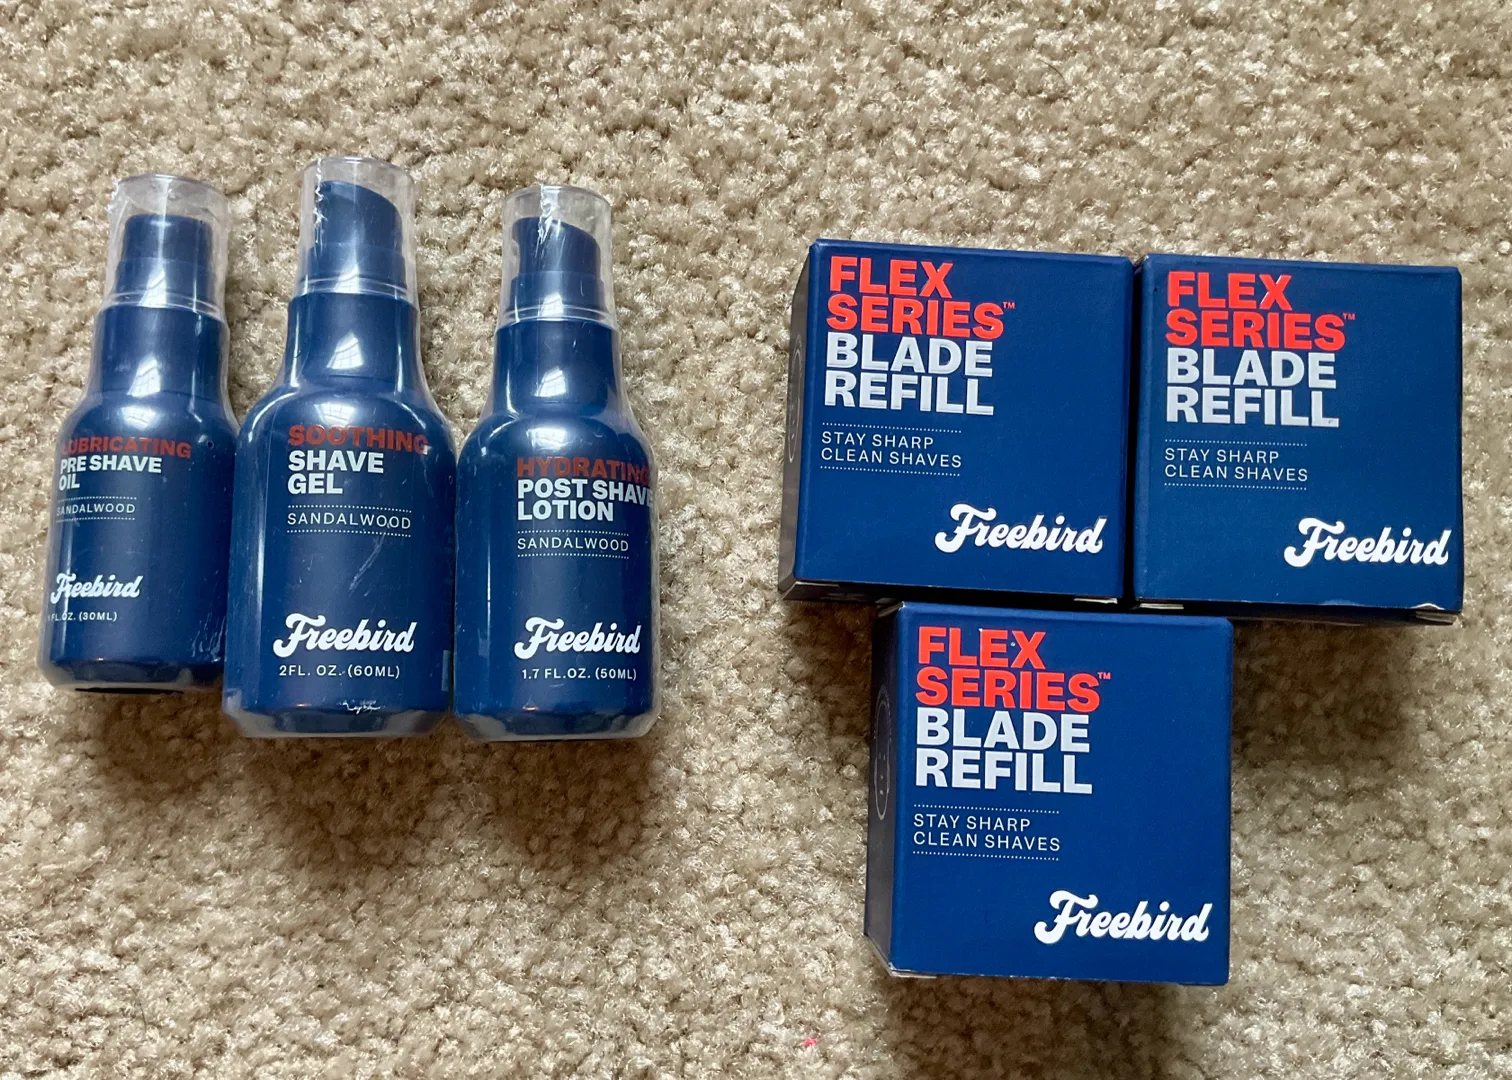 LUBRICATING
PRE SHAVE
OIL
SANDALWOOD
Freebird
FL.OZ. (30ML)
SOOTHING
SHAVE
GEL
SANDALWOOD
Freebird
2FL. OZ. (60ML)
HYDRATING
POST SHAVE
LOTION
SANDALWOOD
Freebird
1.7 FL.OZ. (50ML)
FLEX
SERIES™
BLADE
REFILL
STAY SHARP
CLEAN SHAVES
Freebird
FLEX
SERIES™
BLADE
REFILL
STAY SHARP
CLEAN SHAVES
Freebird
FLEX
SERIES™
BLADE
REFILL
STAY SHARP
CLEAN SHAVES
Freebird